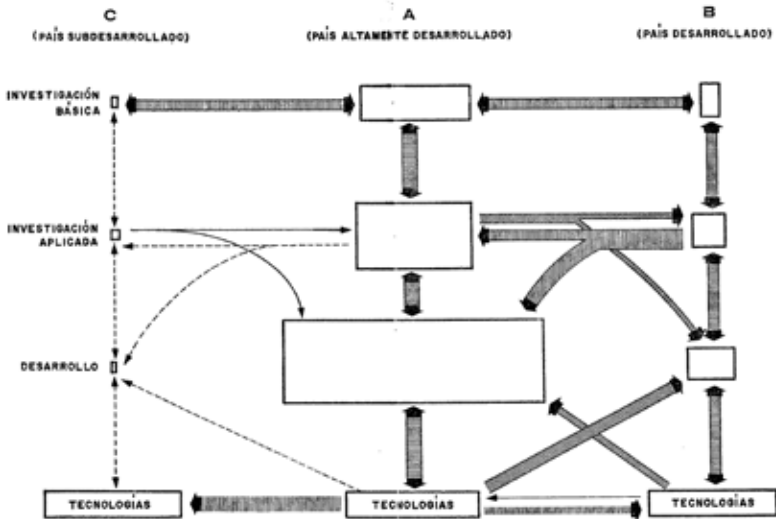 C
(PAÍS SUBDESARROLLADO)
A
(PAÍS ALTAMENTE DESARROLLADO)
B
(PAÍS DESARROLLADO)
INVESTIGACIÓN
BÁSICA
INVESTIGACIÓN
APLICADA
DESARROLLO
TECNOLOGÍAS
TECNOLOGÍAS
TECNOLOGÍAS